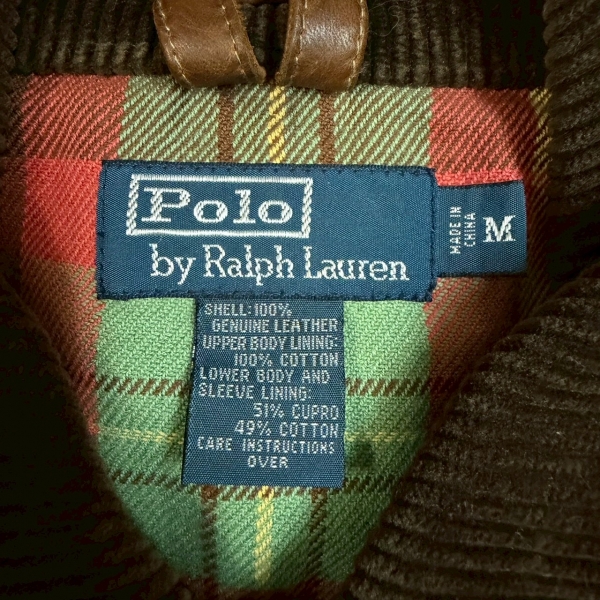 Polo
by Ralph Lauren
MADE IN
CHINA
M
SHELL:100%
GENUINE LEATHER
UPPER BODY LINING:
100% COTTON
LOWER BODY AND
SLEEVE LINING:
51% CUPRO
49% COTTON
CARE INSTRUCTIONS
OVER